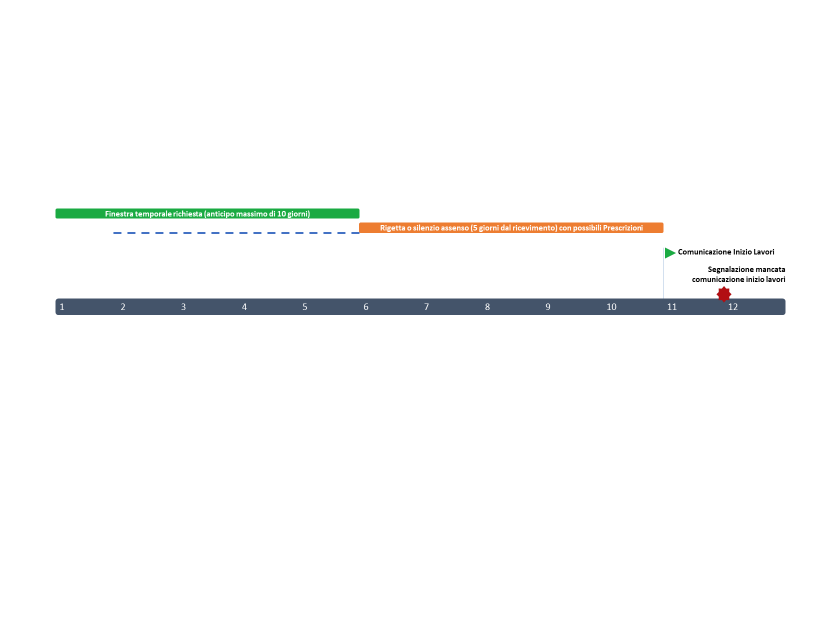 Finestra temporale richiesta (anticipo massimo di 10 giorni)
Rigetta o silenzio assenso (5 giorni dal ricevimento) con possibili Prescrizioni
Comunicazione Inizio Lavori
Segnalazione mancata
comunicazione inizio lavori
1 2 3 4 5 6 7 8 9 10 11 12